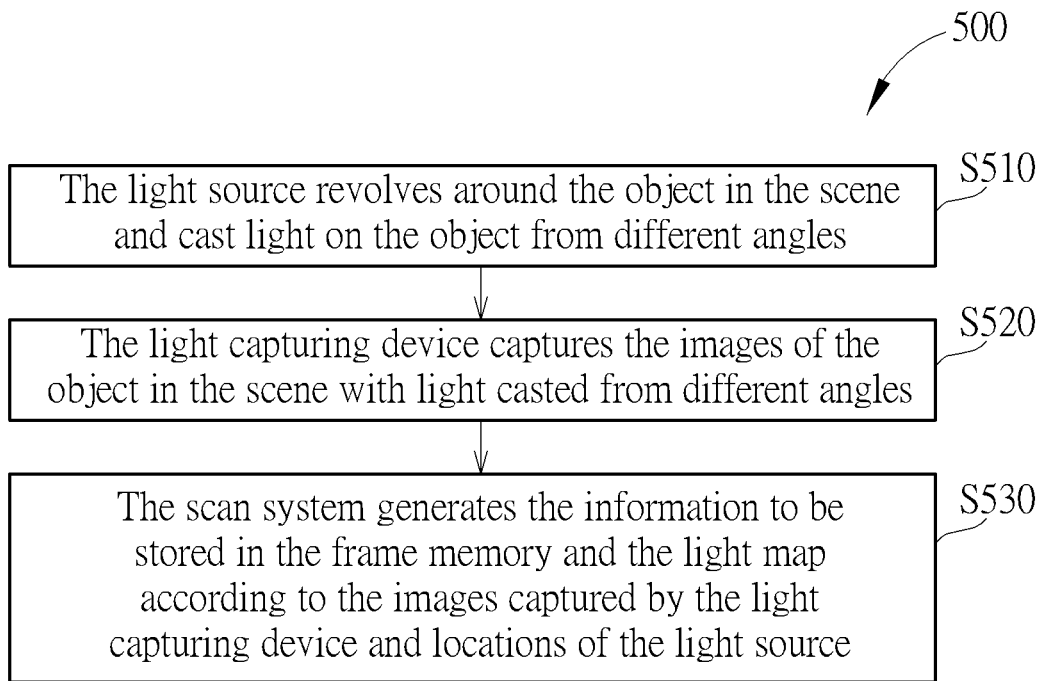 500
S510
The light source revolves around the object in the scene
and cast light on the object from different angles
S520
The light capturing device captures the images of the
object in the scene with light casted from different angles
S530
The scan system generates the information to be
stored in the frame memory and the light map
according to the images captured by the light
capturing device and locations of the light source